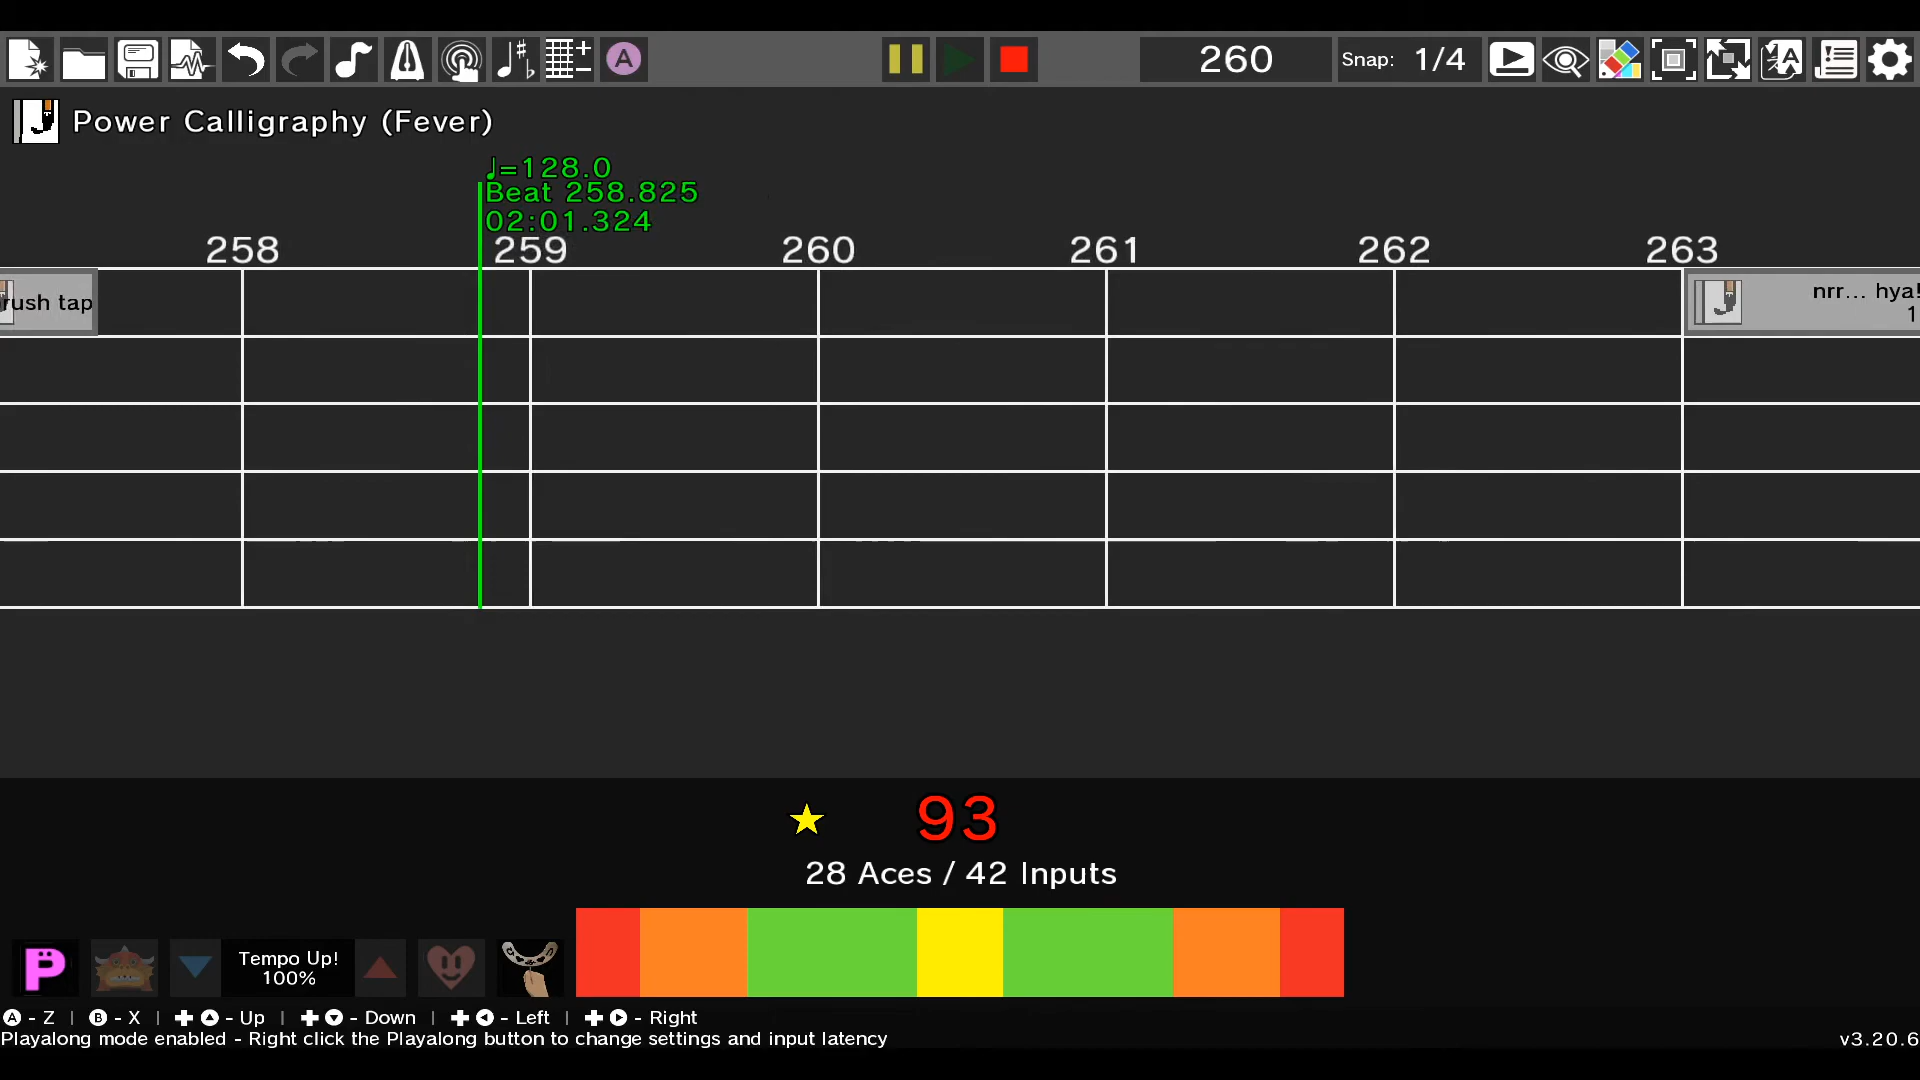 A
260
Snap: 1/4
A
Power Calligraphy (Fever)
♩=128.0
Beat 258.825
02:01.324
258 259 260 261 262 263
rush tap
nrr... hya!
1
93
28 Aces / 42 Inputs
P
Tempo Up!
100%
A - Z | B - X | - Up | - Down | - Left | - Right
Playalong mode enabled - Right click the Playalong button to change settings and input latency
v3.20.6